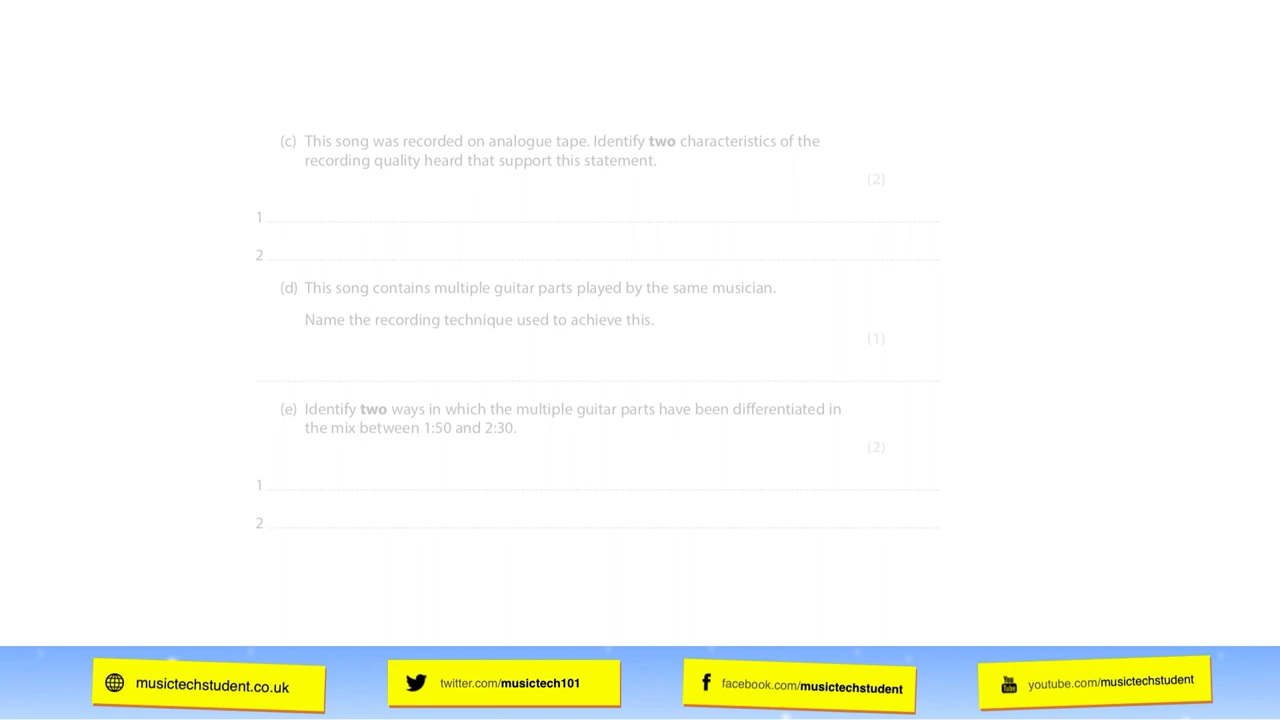 (c) This song was recorded on analogue tape. Identify two characteristics of the
recording quality heard that support this statement.
(2)
1
2
(d) This song contains multiple guitar parts played by the same musician.
Name the recording technique used to achieve this.
(1)
(e) Identify two ways in which the multiple guitar parts have been differentiated in
the mix between 1:50 and 2:30.
(2)
1
2
musictechstudent.co.uk
twitter.com/musictech101
facebook.com/musictechstudent
You Tube youtube.com/musictechstudent